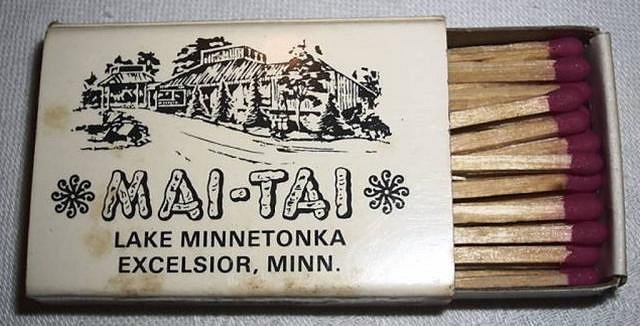 MAI-TAI
LAKE MINNETONKA
EXCELSIOR, MINN.